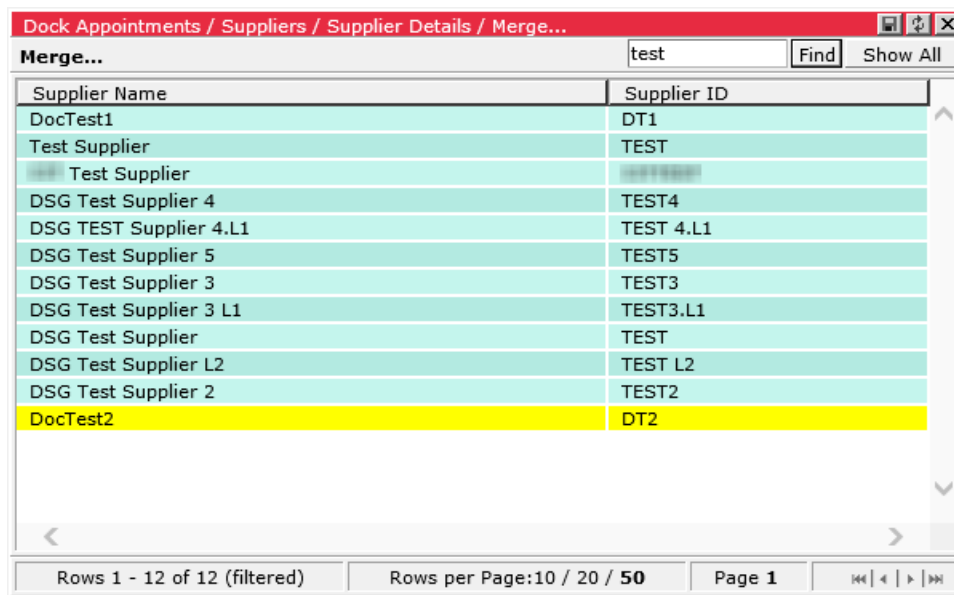 Dock Appointments / Suppliers / Supplier Details / Merge...
Merge... test Find Show All
Supplier Name Supplier ID
DocTest1 DT1
Test Supplier TEST
Test Supplier
DSG Test Supplier 4 TEST4
DSG TEST Supplier 4.L1 TEST 4.L1
DSG Test Supplier 5 TEST5
DSG Test Supplier 3 TEST3
DSG Test Supplier 3 L1 TEST3.L1
DSG Test Supplier TEST
DSG Test Supplier L2 TEST L2
DSG Test Supplier 2 TEST2
DocTest2 DT2
Rows 1 - 12 of 12 (filtered) Rows per Page:10 / 20 / 50 Page 1